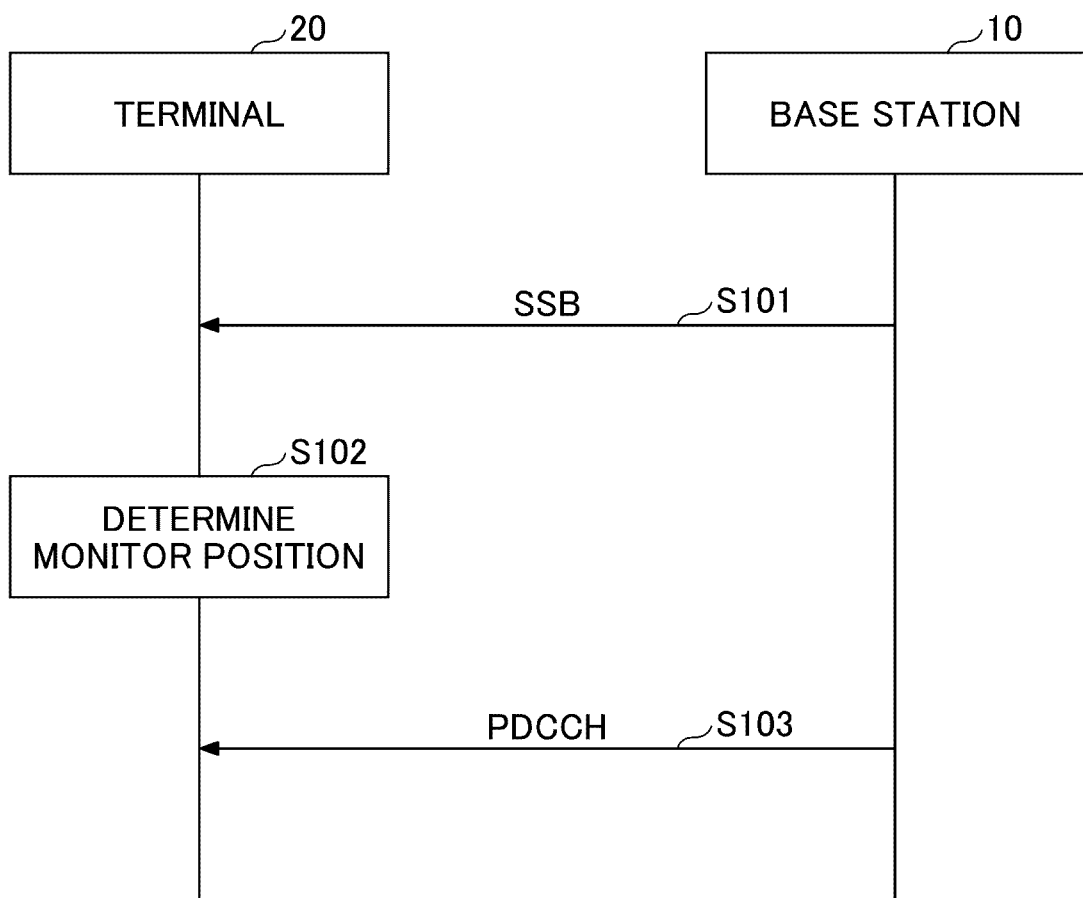 20
10
TERMINAL
BASE STATION
SSB
S101
S102
DETERMINE
MONITOR POSITION
PDCCH
S103